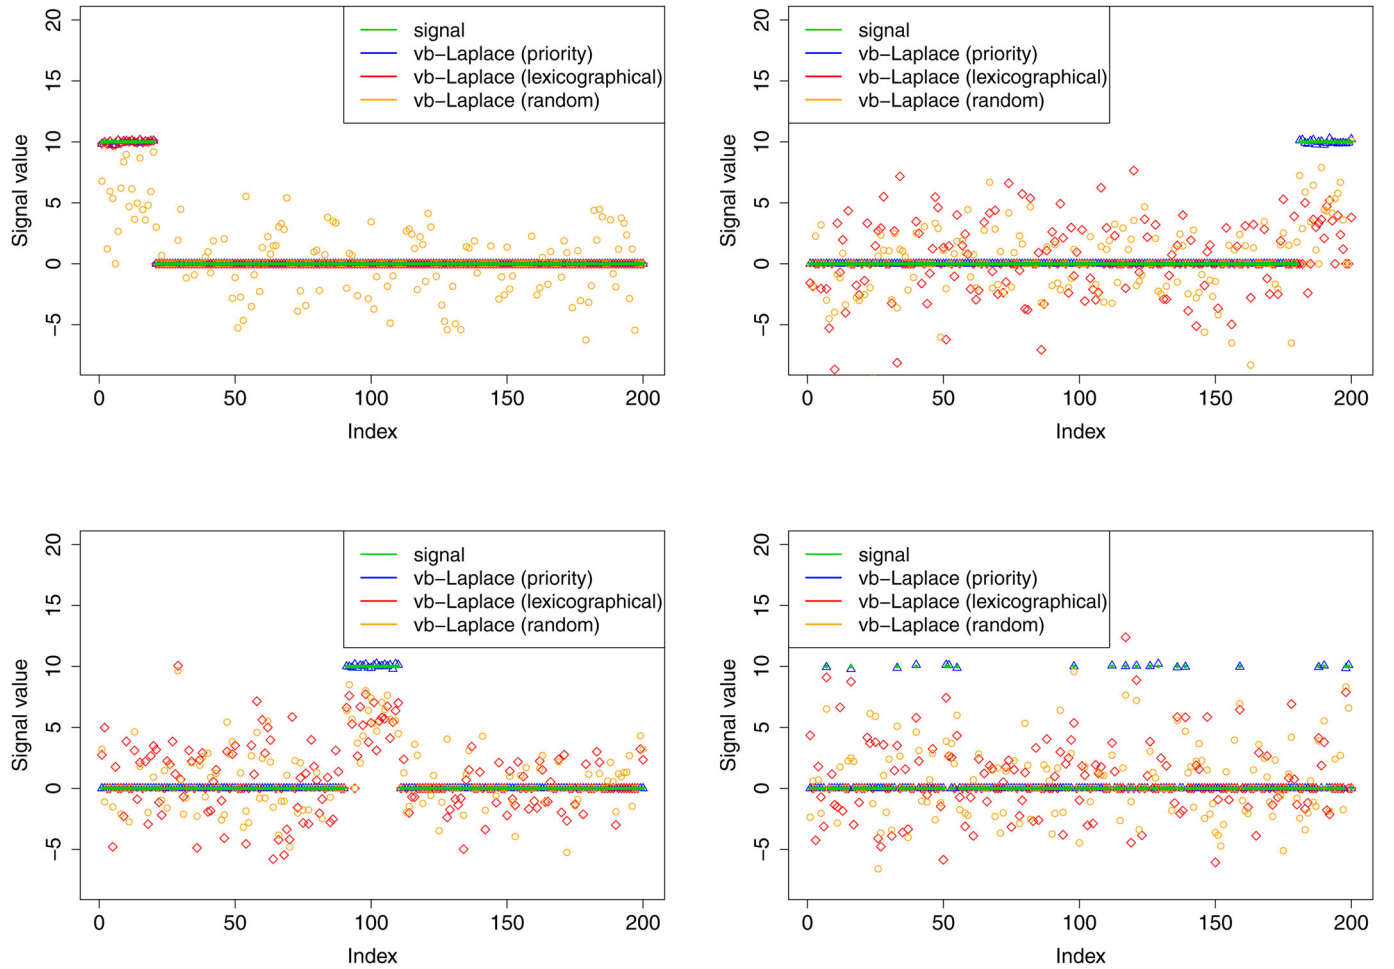 signal
vb−Laplace (priority)
vb−Laplace (lexicographical)
vb−Laplace (random)
Signal value
20
15
10
5
0
−5
0 50 100 150 200
Index
signal
vb−Laplace (priority)
vb−Laplace (lexicographical)
vb−Laplace (random)
Signal value
20
15
10
5
0
−5
0 50 100 150 200
Index
signal
vb−Laplace (priority)
vb−Laplace (lexicographical)
vb−Laplace (random)
Signal value
20
15
10
5
0
−5
0 50 100 150 200
Index
signal
vb−Laplace (priority)
vb−Laplace (lexicographical)
vb−Laplace (random)
Signal value
20
15
10
5
0
−5
0 50 100 150 200
Index